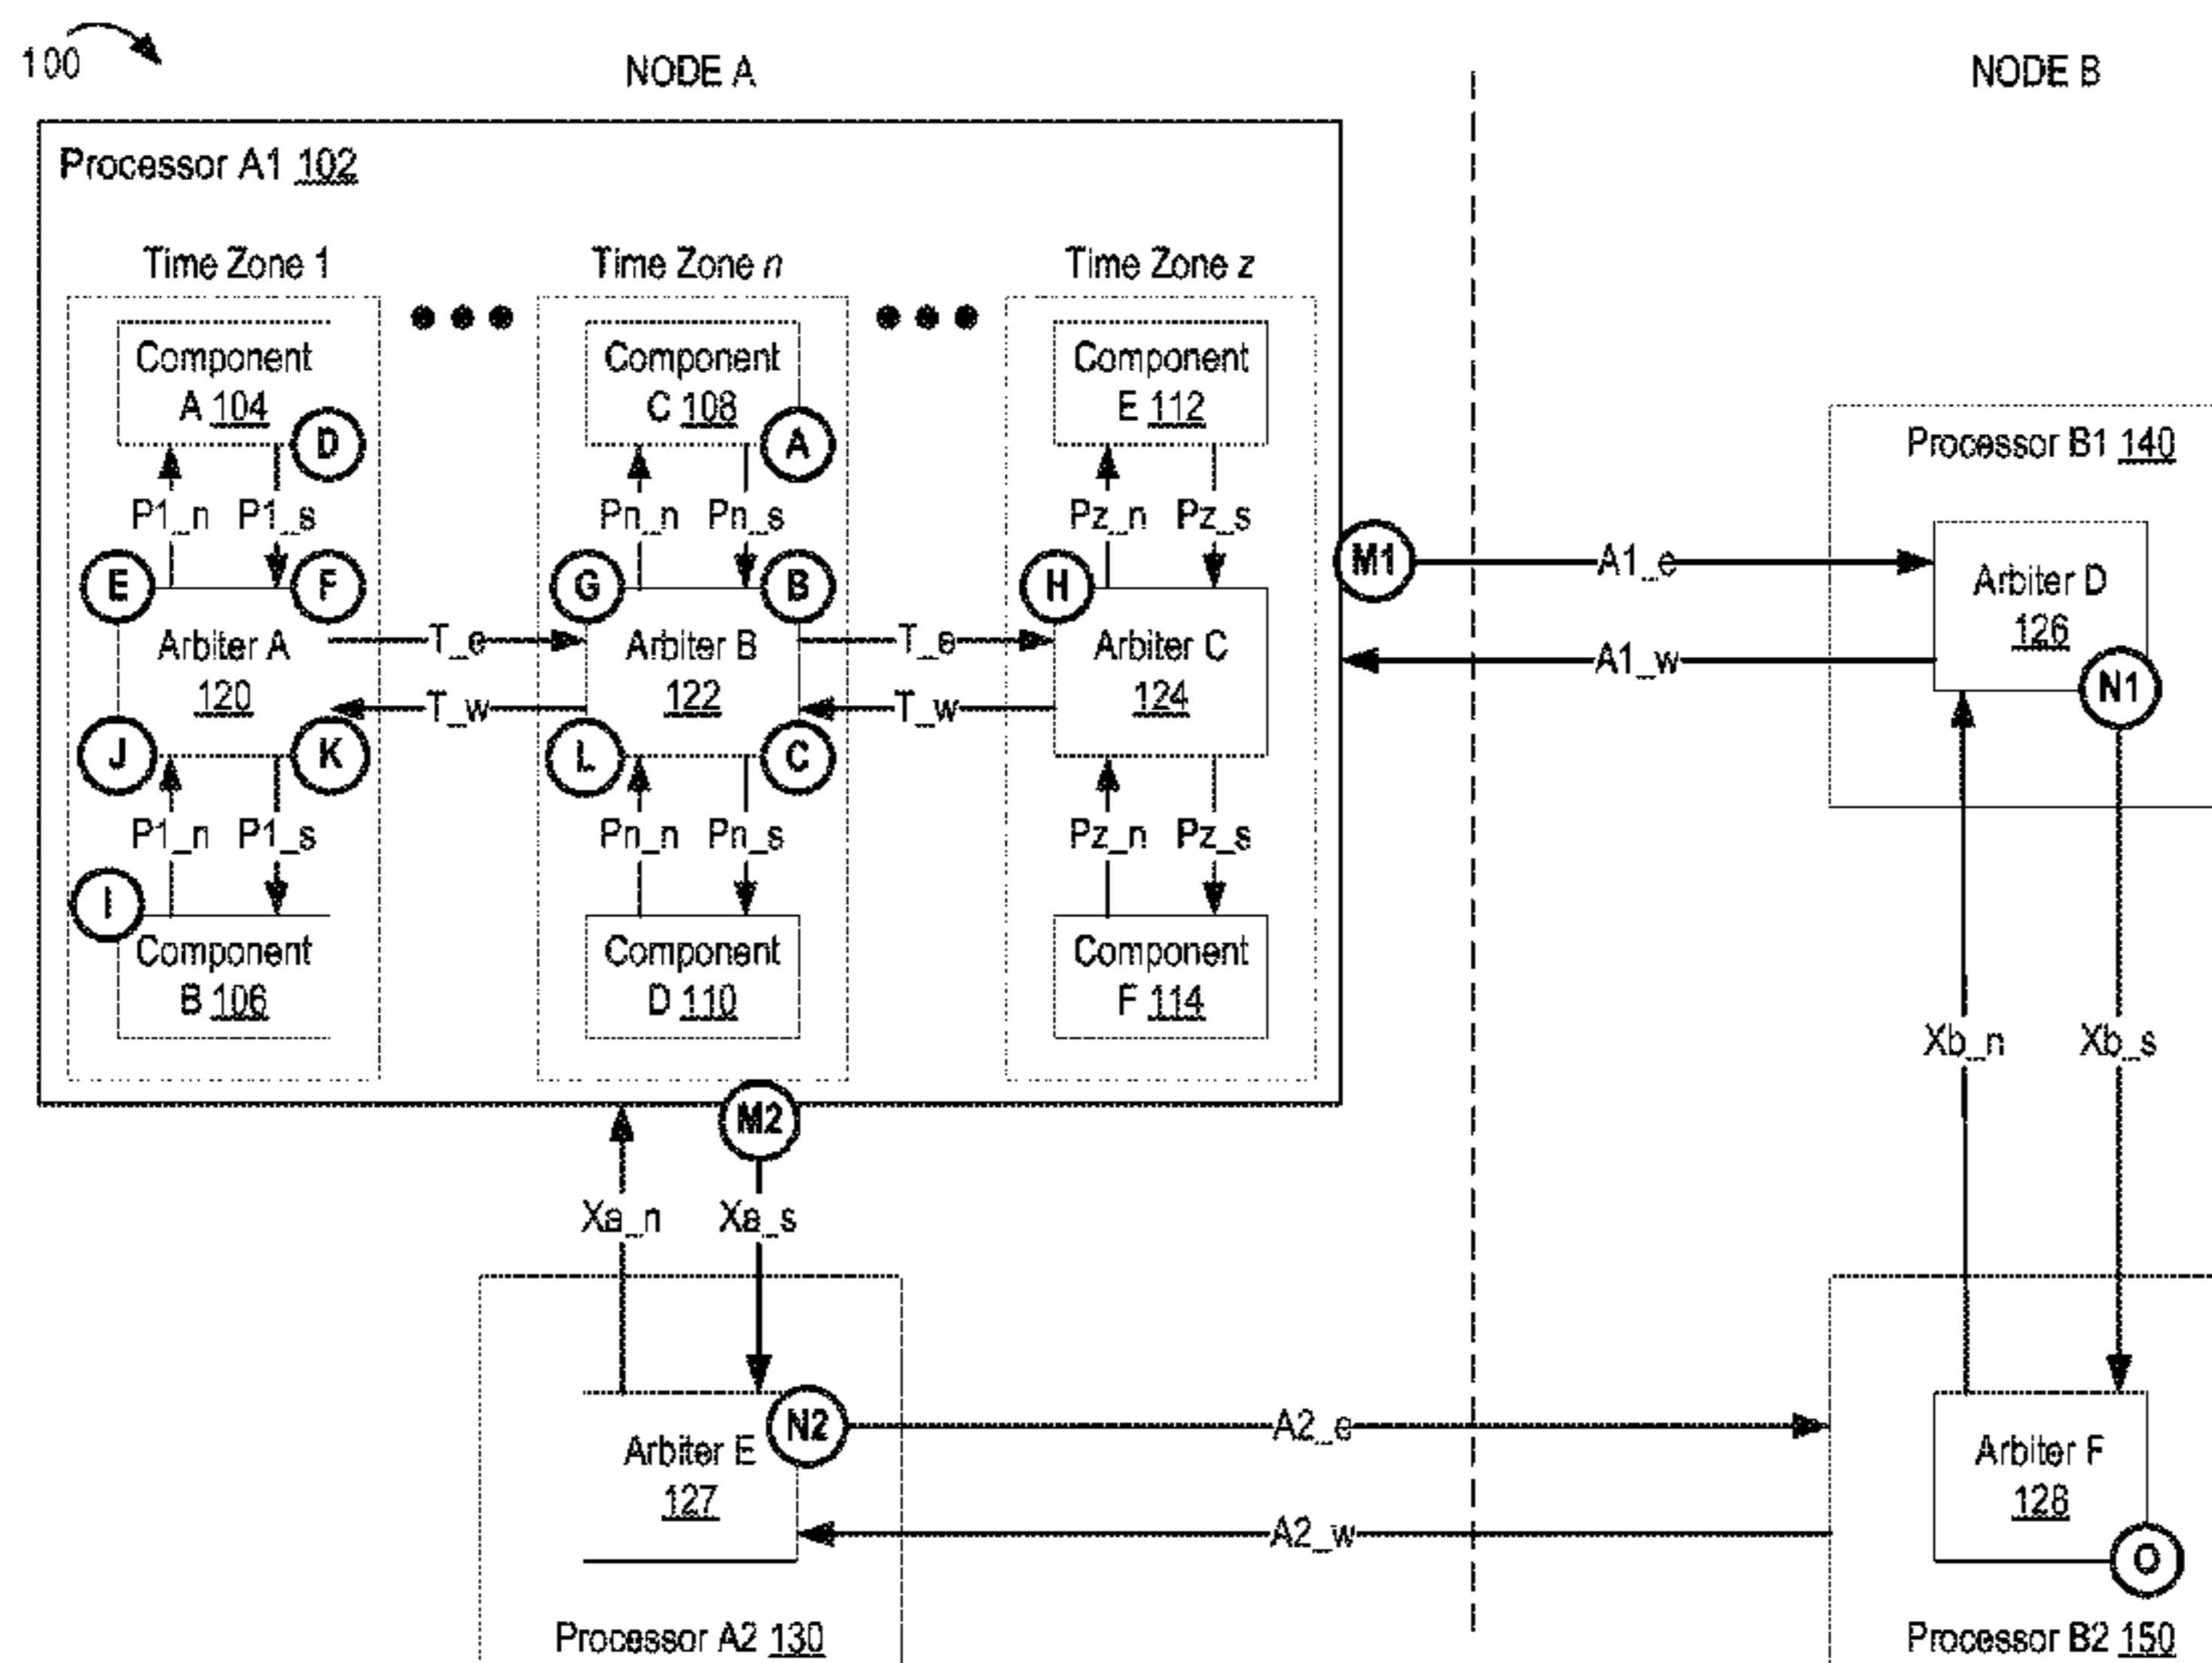 100
NODE A
NODE B
Processor A1 102
Time Zone 1
Time Zone n
Time Zone z
Component
A 104
Component
C 108
Component
E 112
D
A
P1_n
P1_s
Pn_n
Pn_s
Pz_n
Pz_s
E
F
G
B
H
Arbiter A
120
T_e
Arbiter B
122
T_e
Arbiter C
124
T_w
T_w
J
K
L
C
P1_n
P1_s
Pn_n
Pn_s
Pz_n
Pz_s
I
Component
B 106
Component
D 110
Component
F 114
M1
A1_e
A1_w
Processor B1 140
Arbiter D
126
N1
M2
Xa_n
Xa_s
Xb_n
Xb_s
N2
Arbiter E
127
A2_e
A2_w
Arbiter F
128
O
Processor A2 130
Processor B2 150